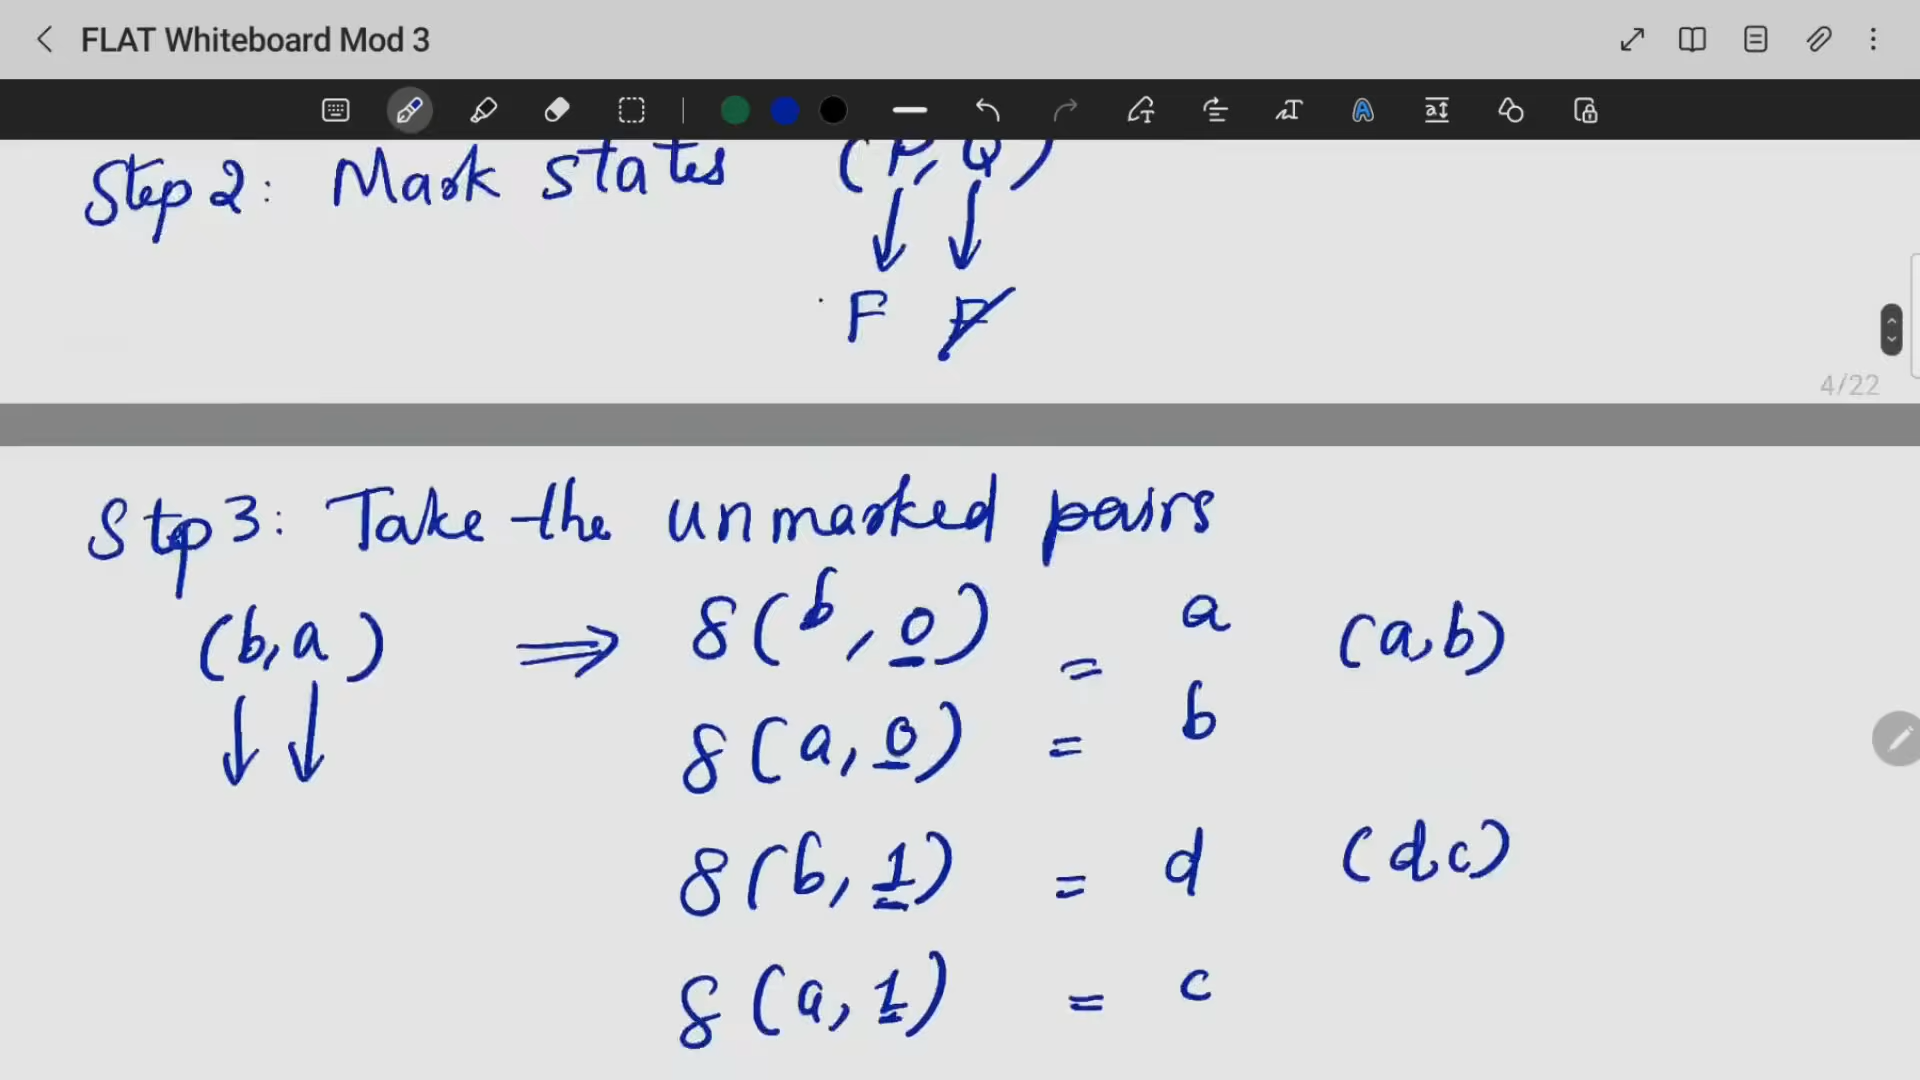 FLAT Whiteboard Mod 3
Step 2: Mark states (P, Q)
F F
4/22
Stp 3: Take the unmarked pairs
(b, a) ⇒ δ(b, 0) = a (a, b)
δ(a, 0) = b
δ(b, 1) = d (d, c)
δ(a, 1) = c